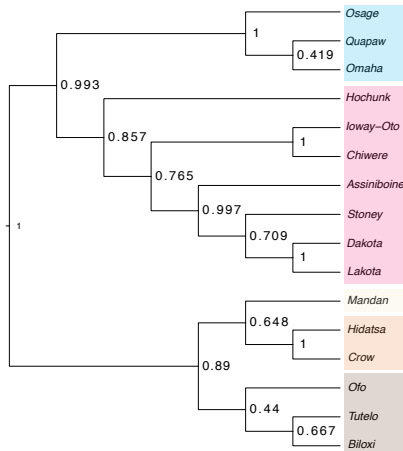 Osage
1
Quapaw
0.419
Omaha
0.993
Hochunk
0.857
Ioway–Oto
1
Chiwere
0.765
Assiniboine
0.997
Stoney
0.709
Dakota
1
Lakota
1
Mandan
0.648
Hidatsa
1
Crow
0.89
Ofo
0.44
Tutelo
0.667
Biloxi